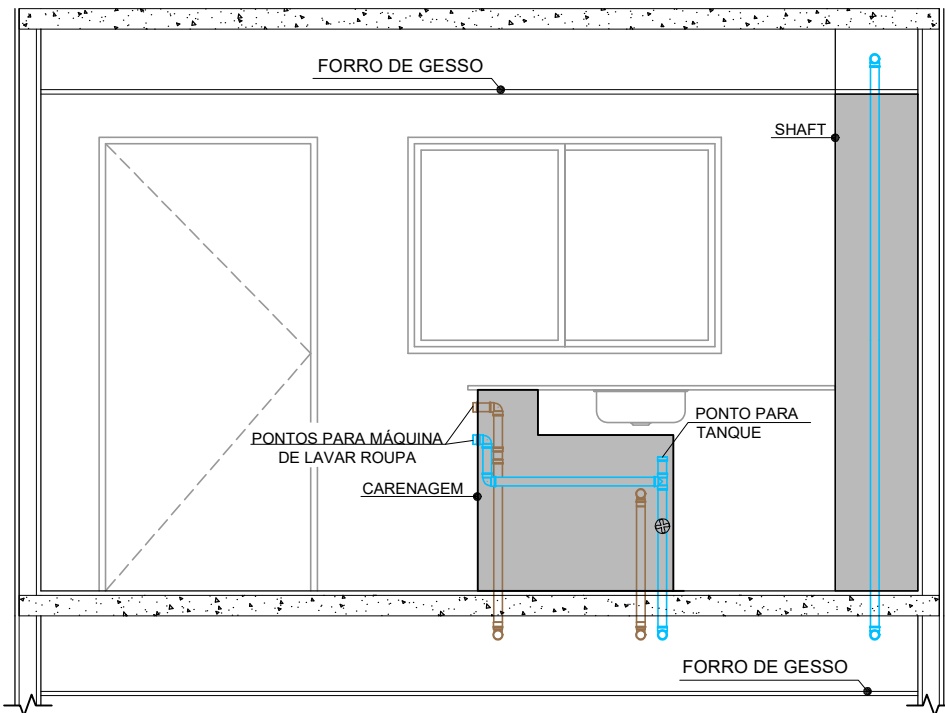 FORRO DE GESSO
SHAFT
PONTO PARA
TANQUE
PONTOS PARA MÁQUINA
DE LAVAR ROUPA
CARENAGEM
FORRO DE GESSO